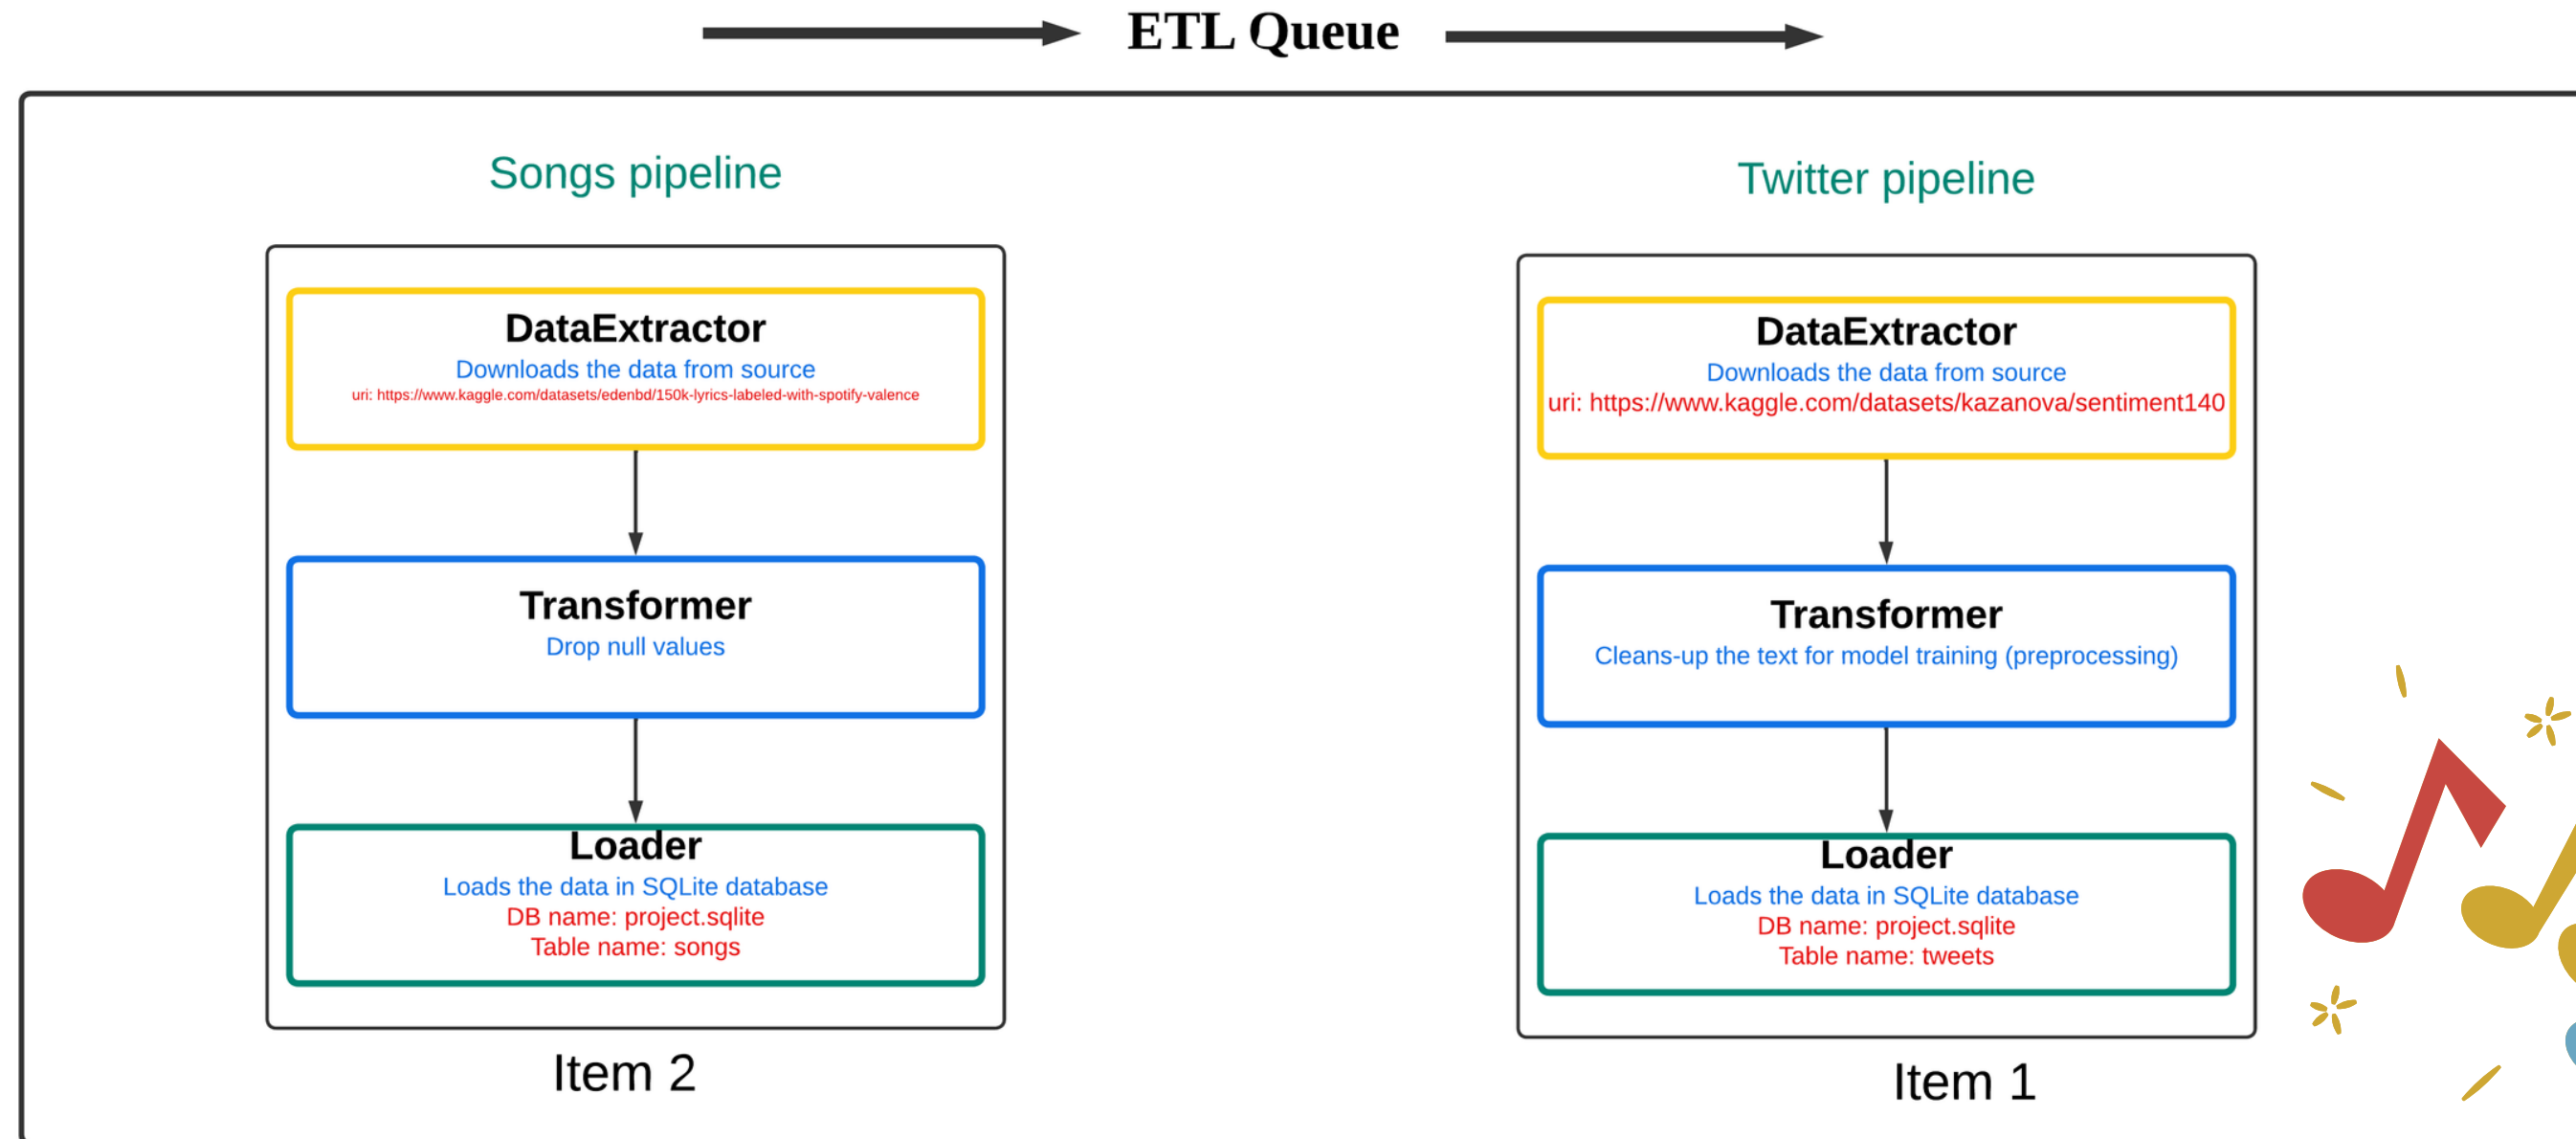 ETL Queue
Songs pipeline
DataExtractor
Downloads the data from source
uri: https://www.kaggle.com/datasets/edenbd/150k-lyrics-labeled-with-spotify-valence
Transformer
Drop null values
Loader
Loads the data in SQLite database
DB name: project.sqlite
Table name: songs
Item 2
Twitter pipeline
DataExtractor
Downloads the data from source
uri: https://www.kaggle.com/datasets/kazanova/sentiment140
Transformer
Cleans-up the text for model training (preprocessing)
Loader
Loads the data in SQLite database
DB name: project.sqlite
Table name: tweets
Item 1